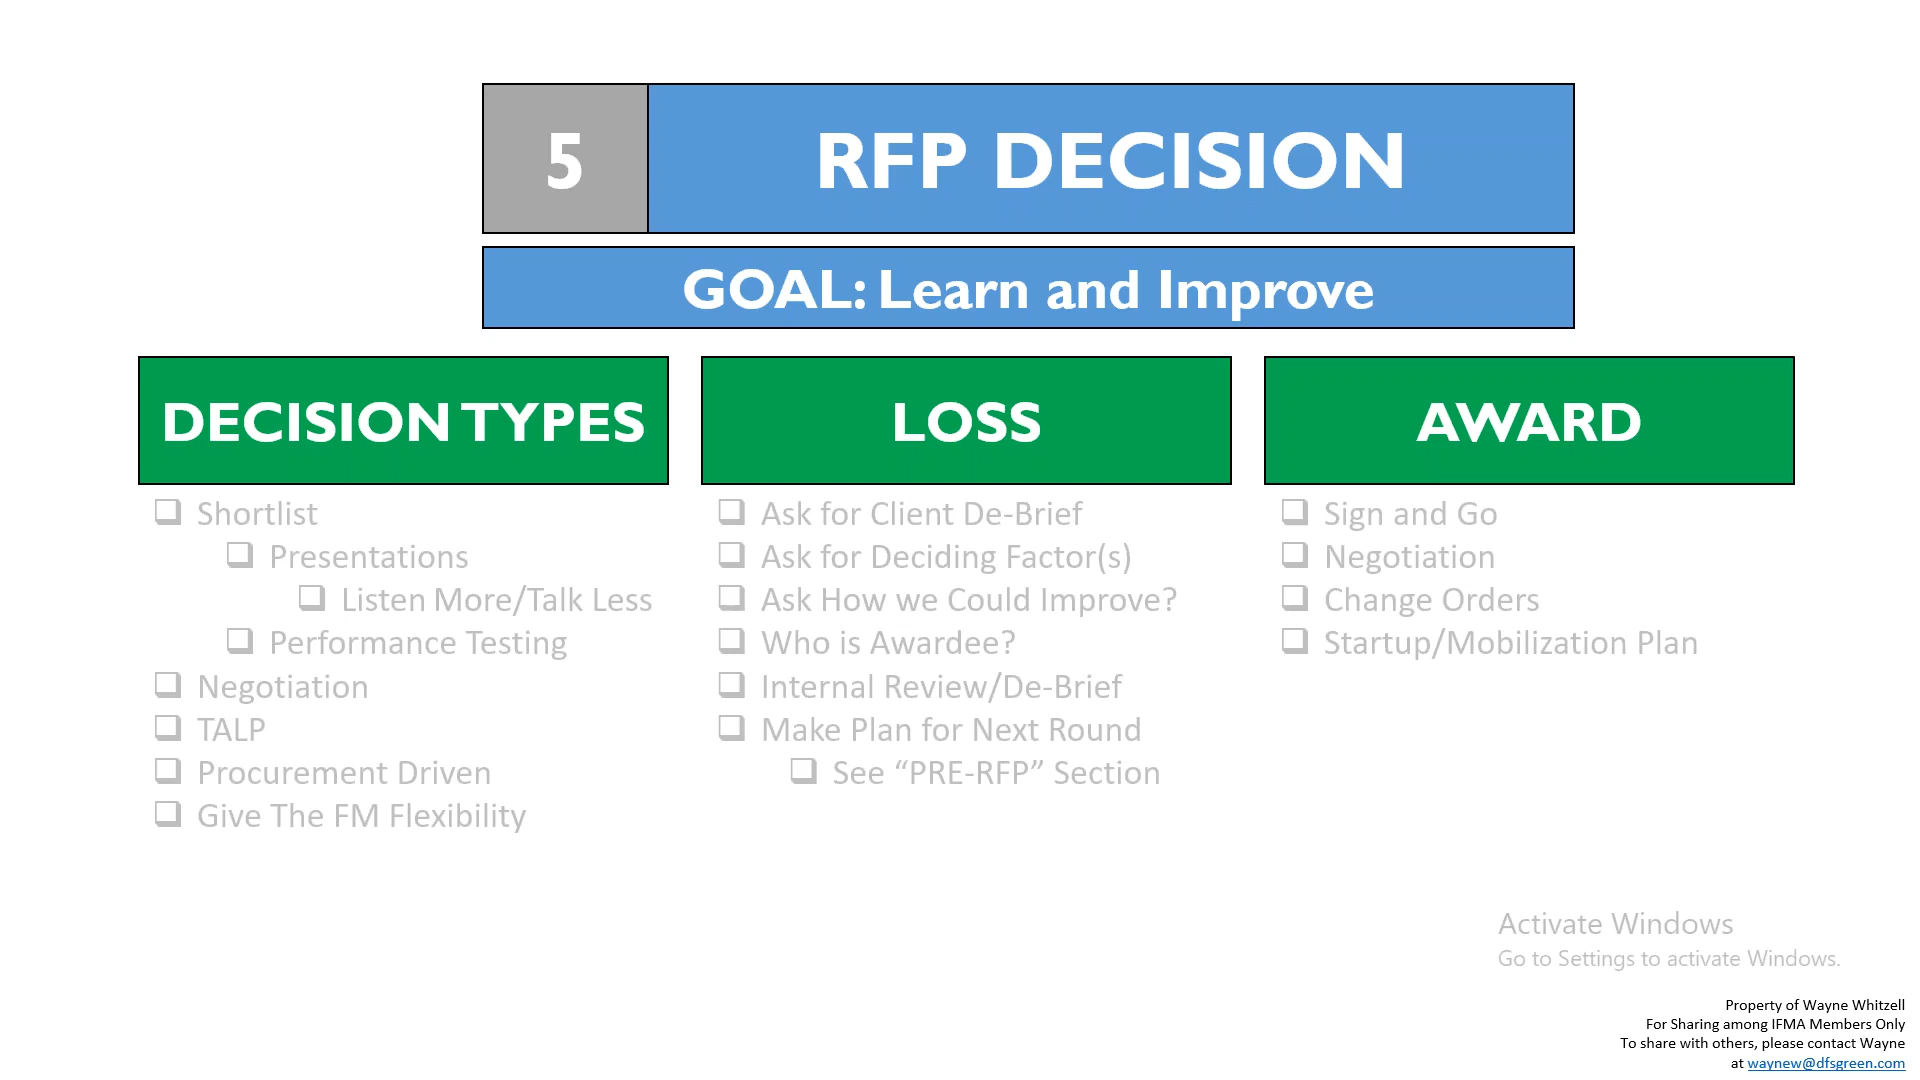 5
RFP DECISION
GOAL: Learn and Improve
DECISION TYPES
Shortlist
Presentations
Listen More/Talk Less
Performance Testing
Negotiation
TALP
Procurement Driven
Give The FM Flexibility
LOSS
Ask for Client De-Brief
Ask for Deciding Factor(s)
Ask How we Could Improve?
Who is Awardee?
Internal Review/De-Brief
Make Plan for Next Round
See “PRE-RFP” Section
AWARD
Sign and Go
Negotiation
Change Orders
Startup/Mobilization Plan
Activate Windows
Go to Settings to activate Windows.
Property of Wayne Whitzell
For Sharing among IFMA Members Only
To share with others, please contact Wayne
at waynew@dfsgreen.com